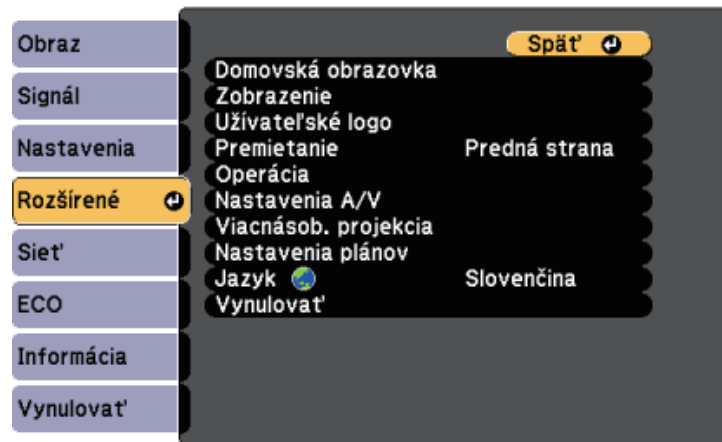 Obraz
Signál
Nastavenia
Rozšírené
Sieť
ECO
Informácia
Vynulovať
Späť
Domovská obrazovka
Zobrazenie
Užívateľské logo
Premietanie Predná strana
Operácia
Nastavenia A/V
Viacnásob. projekcia
Nastavenia plánov
Jazyk Slovenčina
Vynulovať